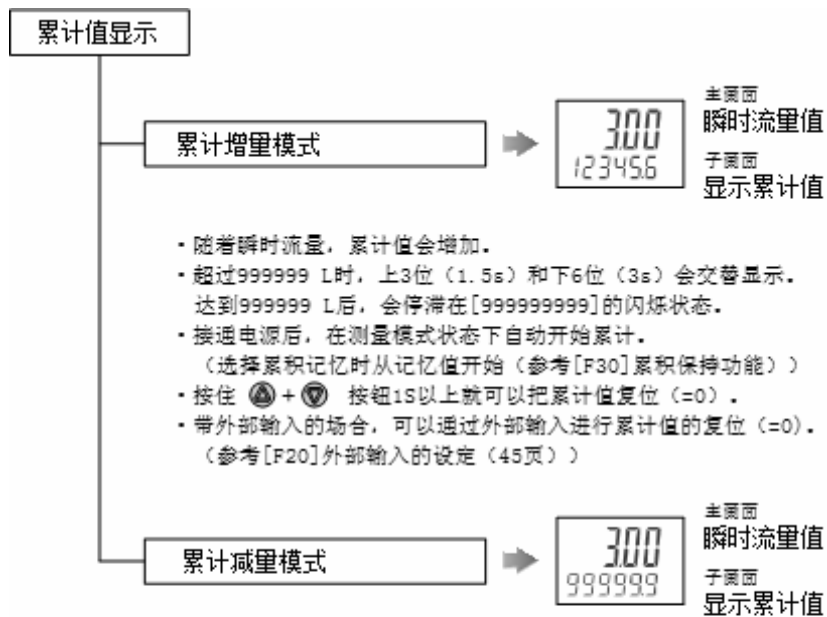 累计值显示
主画面
3.00
瞬时流量值
累计增量模式
12345.6
子画面
显示累计值
・随着瞬时流量，累计值会增加．
・超过999999 L时，上3位（1.5s）和下6位（3s）会交替显示．
达到999999 L后，会停滞在[999999999]的闪烁状态．
・接通电源后，在测量模式状态下自动开始累计．
（选择累积记忆时从记忆值开始（参考[F30]累积保持功能））
・按住 + 按钮1S以上就可以把累计值复位（=0）．
・带外部输入的场合，可以通过外部输入进行累计值的复位（=0）．
（参考[F20]外部输入的设定（45页））
主画面
3.00
瞬时流量值
累计减量模式
99999.9
子画面
显示累计值